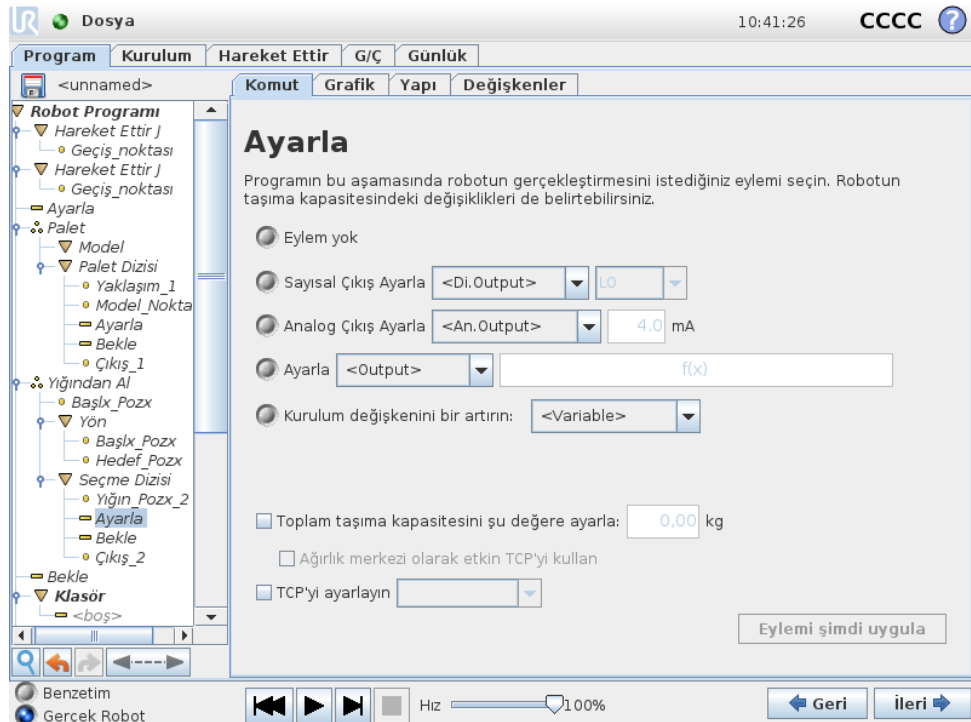 UR Dosya 10:41:26 CCCC ?
Program Kurulum Hareket Ettir G/Ç Günlük
<unnamed>
Komut Grafik Yapı Değişkenler
Robot Programı
Hareket Ettir J
Geçiş_noktası
Hareket Ettir J
Geçiş_noktası
Ayarla
Palet
Model
Palet Dizisi
Yaklaşım_1
Model_Nokta
Ayarla
Bekle
Çıkış_1
Yığından Al
Başlx_Pozx
Yön
Başlx_Pozx
Hedef_Pozx
Seçme Dizisi
Yığın_Pozx_2
Ayarla
Bekle
Çıkış_2
Bekle
Klasör
<boş>
Ayarla
Programın bu aşamasında robotun gerçekleştirmesini istediğiniz eylemi seçin. Robotun
taşıma kapasitesindeki değişiklikleri de belirtebilirsiniz.
Eylem yok
Sayısal Çıkış Ayarla <Di.Output> LO
Analog Çıkış Ayarla <An.Output> 4.0 mA
Ayarla <Output> f(x)
Kurulum değişkenini bir artırın: <Variable>
Toplam taşıma kapasitesini şu değere ayarla: 0,00 kg
Ağırlık merkezi olarak etkin TCP'yi kullan
TCP'yi ayarlayın
Eylemi şimdi uygula
Benzetim
Gerçek Robot
Hız 100%
Geri İleri